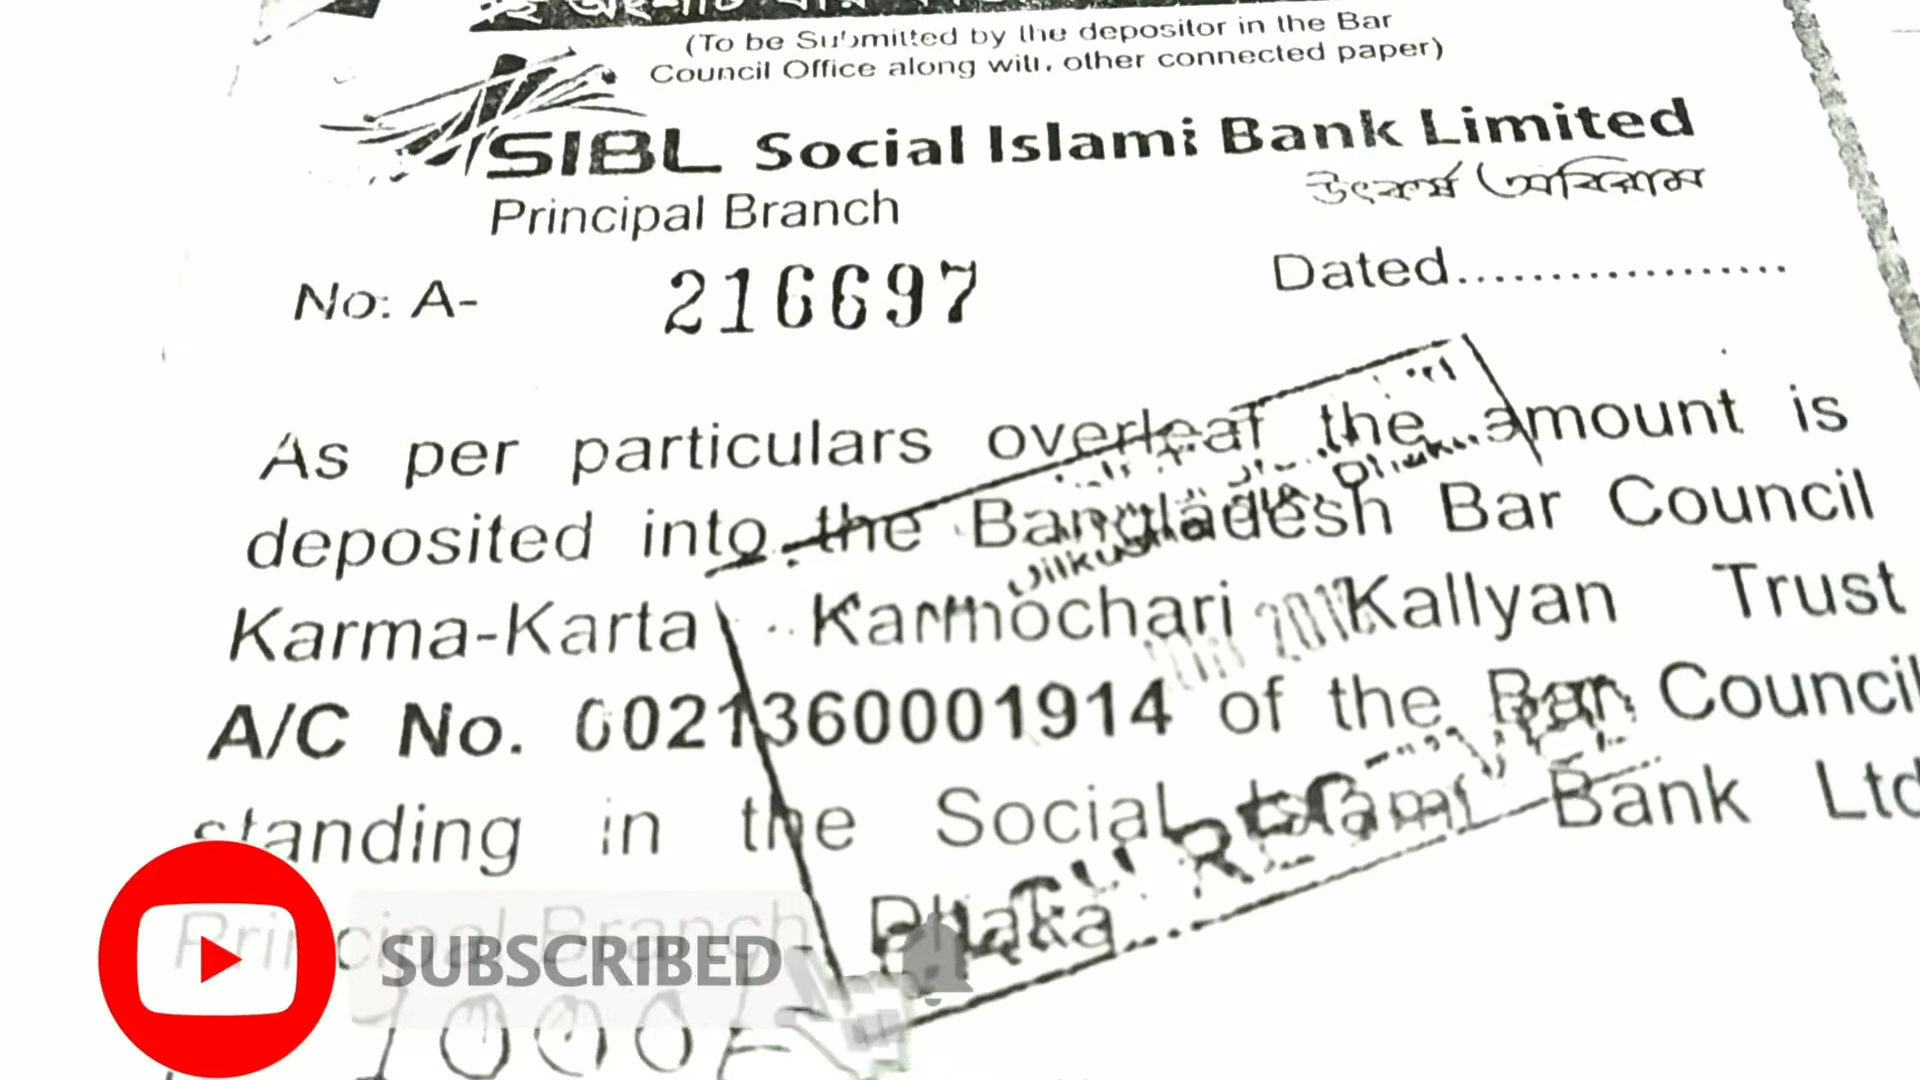 (To be Submitted by the depositor in the Bar
Council Office along with other connected paper)
SIBL Social Islami Bank Limited
উৎকর্ষে অবিরাম
Principal Branch
No: A- 216697 Dated..................
As per particulars overleaf the amount is
deposited into the Bangladesh Bar Council
Karma-Karta Karmochari Kallyan Trust
A/C No. 0021360001914 of the Bar Council
standing in the Social Islami Bank Ltd
Principal Branch, Dhaka
SUBSCRIBED